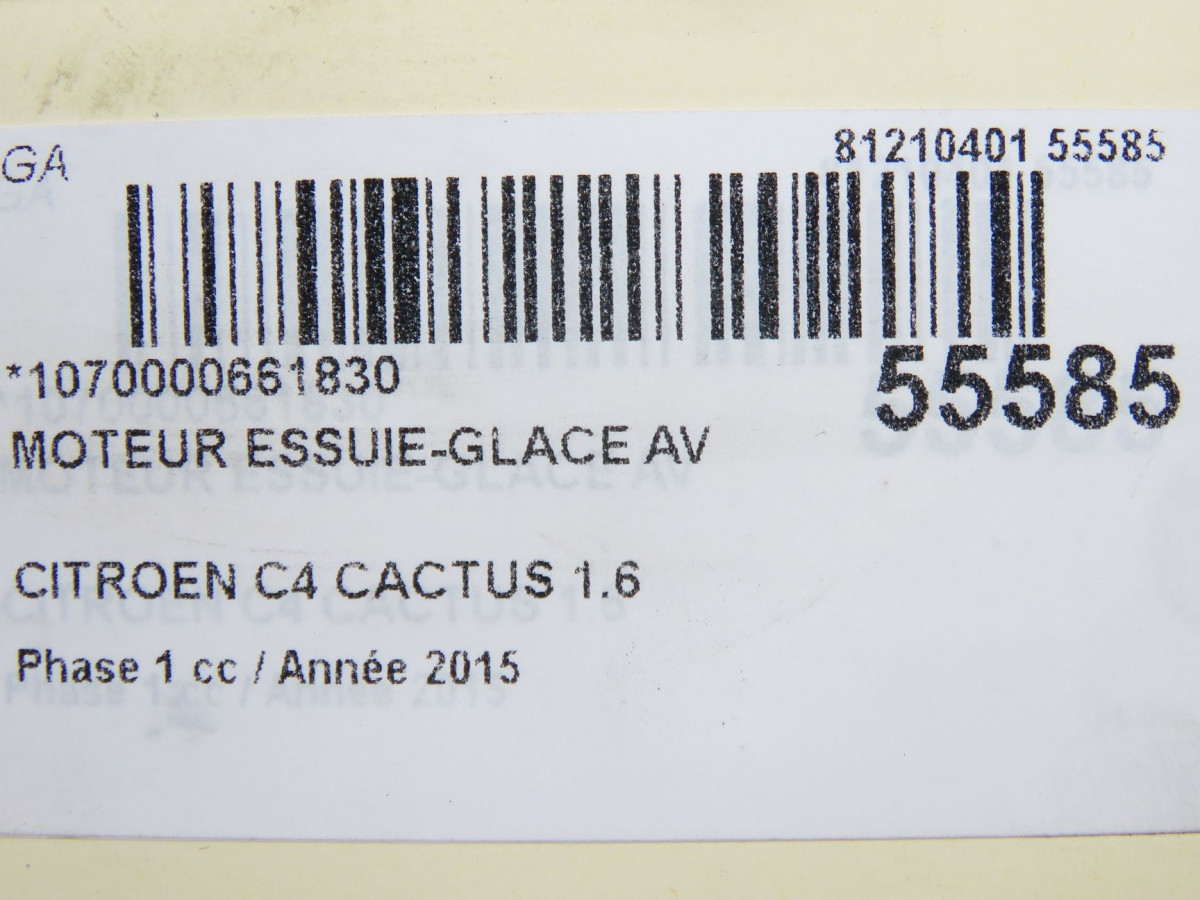 GA
81210401 55585
*1070000661830
55585
MOTEUR ESSUIE-GLACE AV
CITROEN C4 CACTUS 1.6
Phase 1 cc / Année 2015